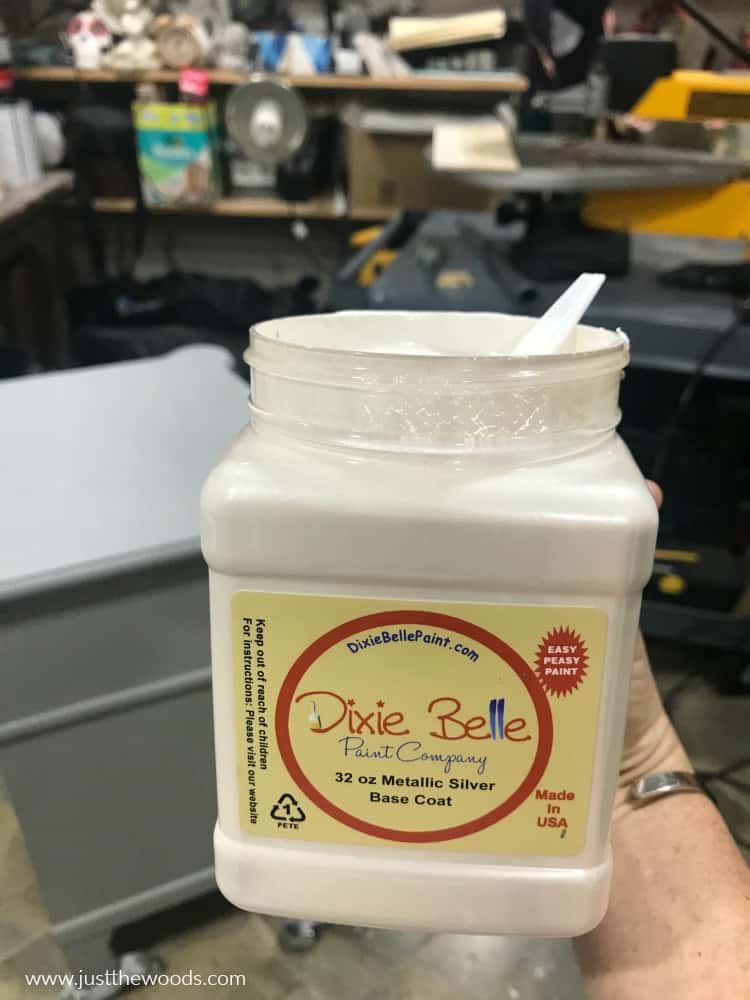 Keep out of reach of children
For instructions: Please visit our website
DixieBellePaint.com
EASY
PEASY
PAINT
Dixie Belle
Paint Company
32 oz Metallic Silver
Base Coat
Made
In
USA
1
PETE
www.justthewoods.com